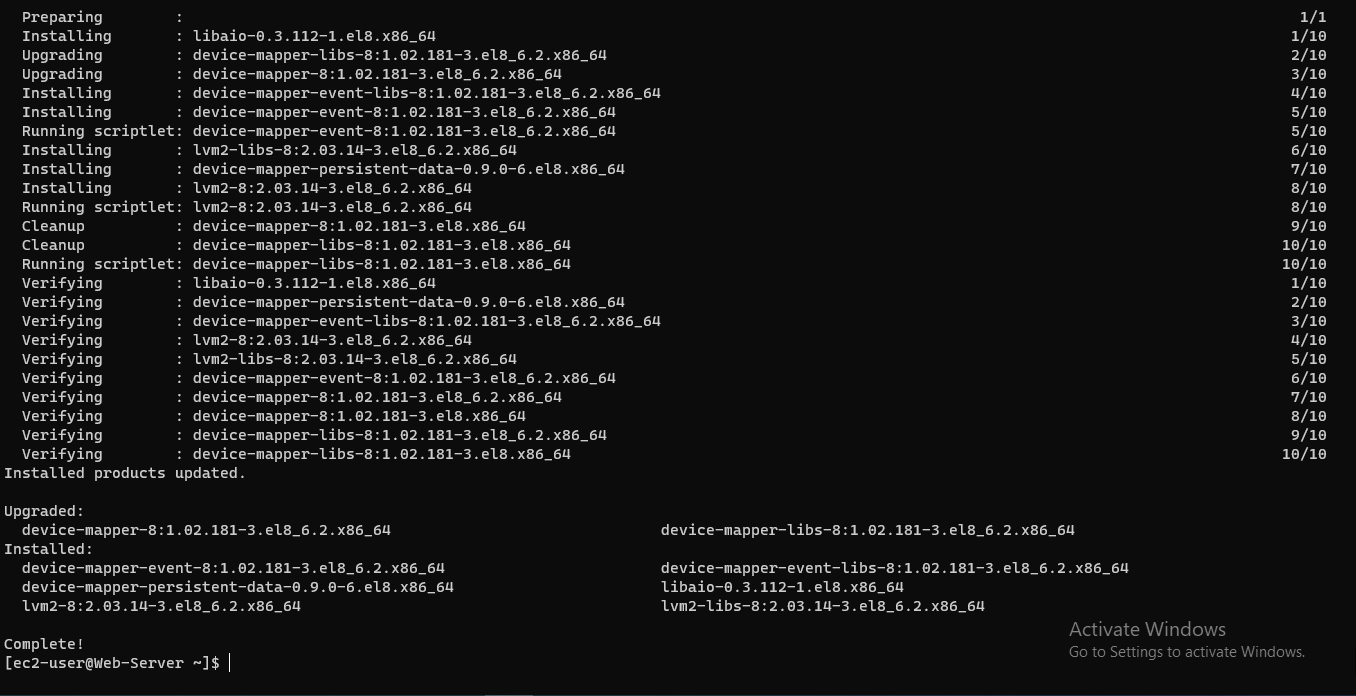 Preparing        :                                                        1/1
Installing       : libaio-0.3.112-1.el8.x86_64                            1/10
Upgrading        : device-mapper-libs-8:1.02.181-3.el8_6.2.x86_64         2/10
Upgrading        : device-mapper-8:1.02.181-3.el8_6.2.x86_64              3/10
Installing       : device-mapper-event-libs-8:1.02.181-3.el8_6.2.x86_64   4/10
Installing       : device-mapper-event-8:1.02.181-3.el8_6.2.x86_64        5/10
Running scriptlet: device-mapper-event-8:1.02.181-3.el8_6.2.x86_64        5/10
Installing       : lvm2-libs-8:2.03.14-3.el8_6.2.x86_64                   6/10
Installing       : device-mapper-persistent-data-0.9.0-6.el8.x86_64       7/10
Installing       : lvm2-8:2.03.14-3.el8_6.2.x86_64                        8/10
Running scriptlet: lvm2-8:2.03.14-3.el8_6.2.x86_64                        8/10
Cleanup          : device-mapper-8:1.02.181-3.el8.x86_64                  9/10
Cleanup          : device-mapper-libs-8:1.02.181-3.el8.x86_64             10/10
Running scriptlet: device-mapper-libs-8:1.02.181-3.el8.x86_64             10/10
Verifying        : libaio-0.3.112-1.el8.x86_64                            1/10
Verifying        : device-mapper-persistent-data-0.9.0-6.el8.x86_64       2/10
Verifying        : device-mapper-event-libs-8:1.02.181-3.el8_6.2.x86_64   3/10
Verifying        : lvm2-8:2.03.14-3.el8_6.2.x86_64                        4/10
Verifying        : lvm2-libs-8:2.03.14-3.el8_6.2.x86_64                   5/10
Verifying        : device-mapper-event-8:1.02.181-3.el8_6.2.x86_64        6/10
Verifying        : device-mapper-8:1.02.181-3.el8_6.2.x86_64              7/10
Verifying        : device-mapper-8:1.02.181-3.el8.x86_64                  8/10
Verifying        : device-mapper-libs-8:1.02.181-3.el8_6.2.x86_64         9/10
Verifying        : device-mapper-libs-8:1.02.181-3.el8.x86_64             10/10
Installed products updated.

Upgraded:
device-mapper-8:1.02.181-3.el8_6.2.x86_64          device-mapper-libs-8:1.02.181-3.el8_6.2.x86_64
Installed:
device-mapper-event-8:1.02.181-3.el8_6.2.x86_64    device-mapper-event-libs-8:1.02.181-3.el8_6.2.x86_64
device-mapper-persistent-data-0.9.0-6.el8.x86_64   libaio-0.3.112-1.el8.x86_64
lvm2-8:2.03.14-3.el8_6.2.x86_64                    lvm2-libs-8:2.03.14-3.el8_6.2.x86_64

Complete!
[ec2-user@Web-Server ~]$
Activate Windows
Go to Settings to activate Windows.